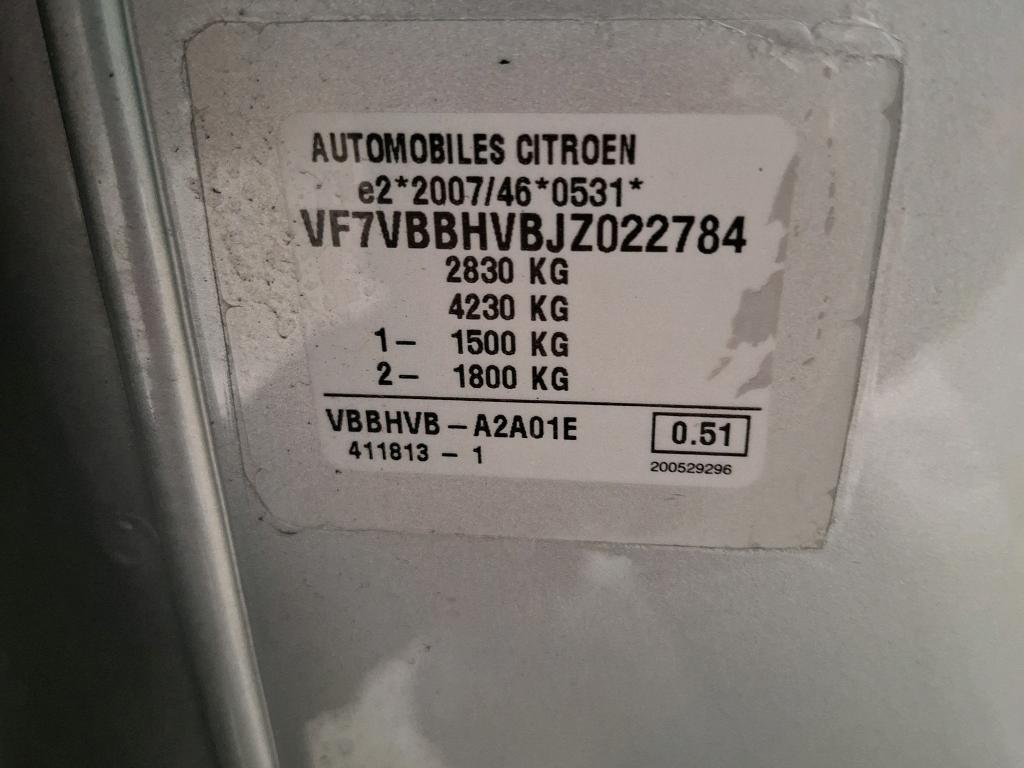 AUTOMOBILES CITROEN
e2*2007/46*0531*
VF7VBBHVBJZ022784
2830 KG
4230 KG
1- 1500 KG
2- 1800 KG
VBBHVB-A2A01E
0.51
411813-1
200529296